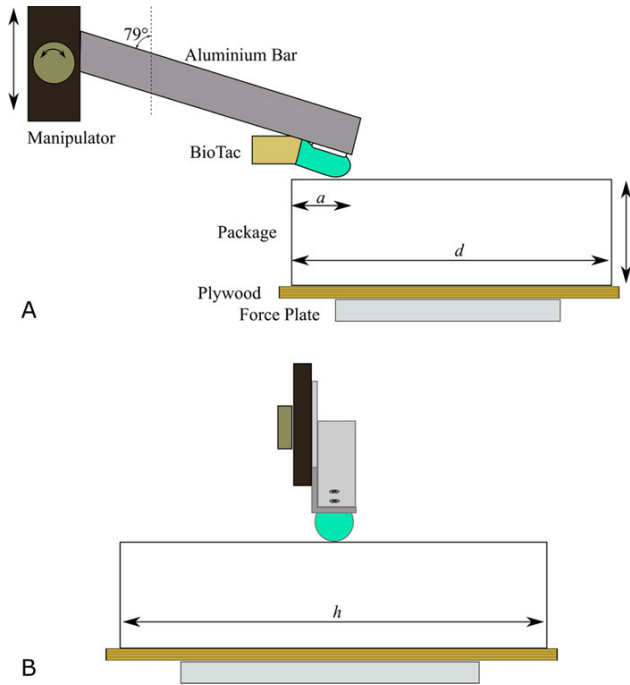 79°
Aluminium Bar
Manipulator
BioTac
a
Package
d
Plywood
A
Force Plate
h
B